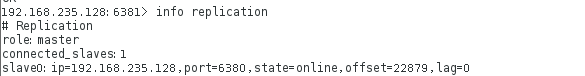 192.168.235.128:6381> info replication
# Replication
role:master
connected_slaves:1
slave0:ip=192.168.235.128,port=6380,state=online,offset=22879,lag=0